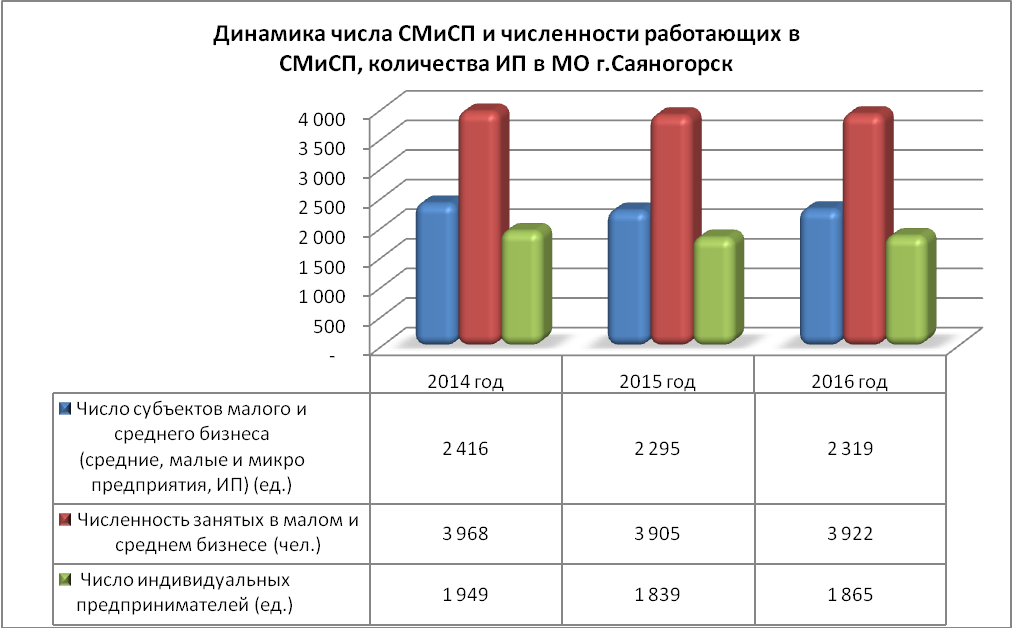 Динамика числа СМиСП и численности работающих в
СМиСП, количества ИП в МО г.Саяногорск
4 000
3 500
3 000
2 500
2 000
1 500
1 000
500
-
2014 год
2015 год
2016 год
Число субъектов малого и
среднего бизнеса
(средние, малые и микро
предприятия, ИП) (ед.)
2 416
2 295
2 319
Численность занятых в малом и
среднем бизнесе (чел.)
3 968
3 905
3 922
Число индивидуальных
предпринимателей (ед.)
1 949
1 839
1 865